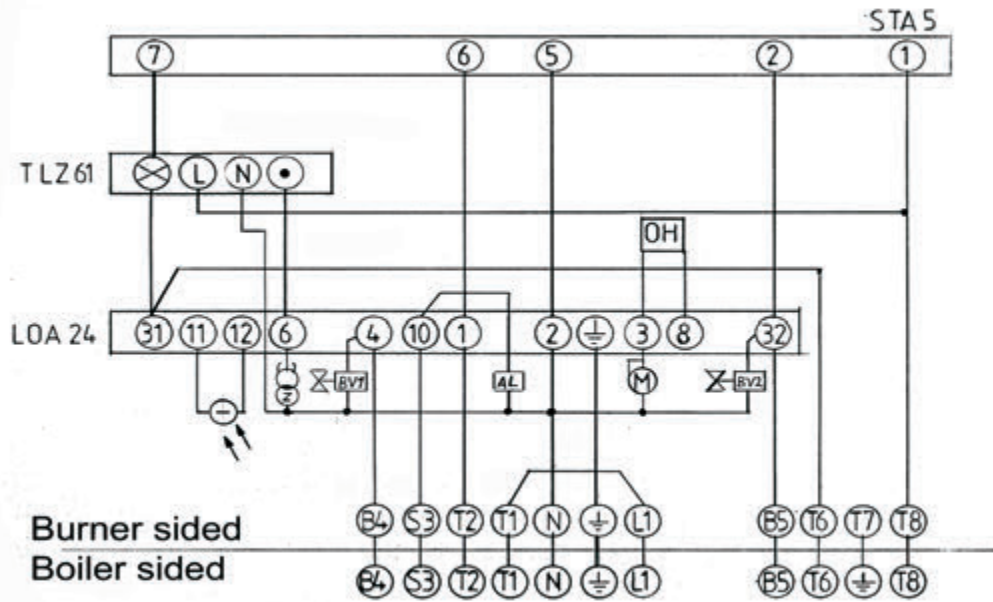 STA 5
7 6 5 2 1
TLZ61 L N
OH
LOA 24 31 11 12 6 4 10 1 2 3 8 32
Z BV1 AL M BV2
Burner sided B4 S3 T2 T1 N L1 B5 T6 T7 T8
Boiler sided B4 S3 T2 T1 N L1 B5 T6 T8